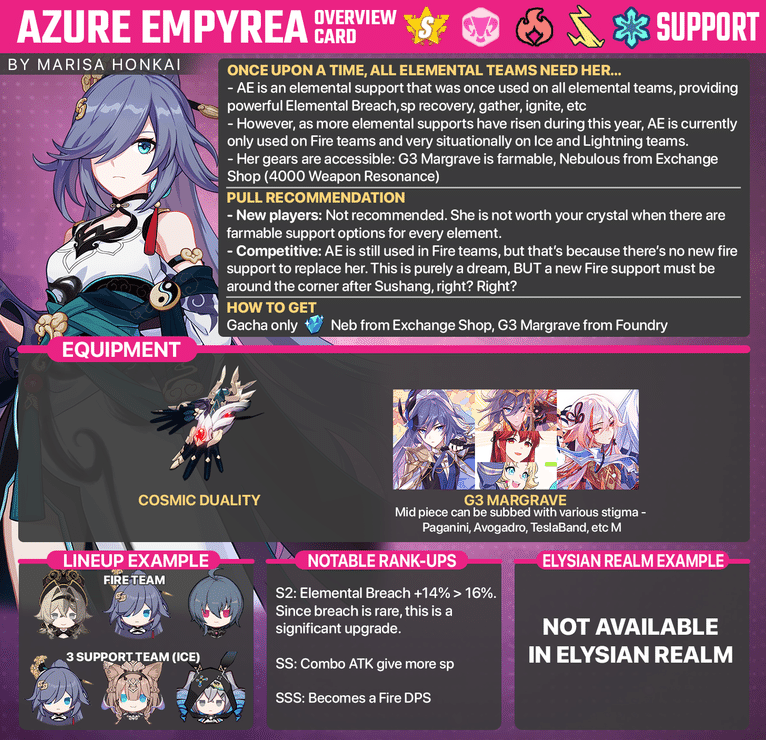 AZURE EMPYREA
OVERVIEW
CARD
S
SUPPORT
BY MARISA HONKAI
ONCE UPON A TIME, ALL ELEMENTAL TEAMS NEED HER...
- AE is an elemental support that was once used on all elemental teams, providing
powerful Elemental Breach,sp recovery, gather, ignite, etc
- However, as more elemental supports have risen during this year, AE is currently
only used on Fire teams and very situationally on Ice and Lightning teams.
- Her gears are accessible: G3 Margrave is farmable, Nebulous from Exchange
Shop (4000 Weapon Resonance)
PULL RECOMMENDATION
- New players: Not recommended. She is not worth your crystal when there are
farmable support options for every element.
- Competitive: AE is still used in Fire teams, but that's because there's no new fire
support to replace her. This is purely a dream, BUT a new Fire support must be
around the corner after Sushang, right? Right?
HOW TO GET
Gacha only Neb from Exchange Shop, G3 Margrave from Foundry
EQUIPMENT
COSMIC DUALITY
G3 MARGRAVE
Mid piece can be subbed with various stigma -
Paganini, Avogadro, TeslaBand, etc M
LINEUP EXAMPLE
FIRE TEAM
3 SUPPORT TEAM (ICE)
NOTABLE RANK-UPS
S2: Elemental Breach +14% > 16%.
Since breach is rare, this is a
significant upgrade.
SS: Combo ATK give more sp
SSS: Becomes a Fire DPS
ELYSIAN REALM EXAMPLE
NOT AVAILABLE
IN ELYSIAN REALM